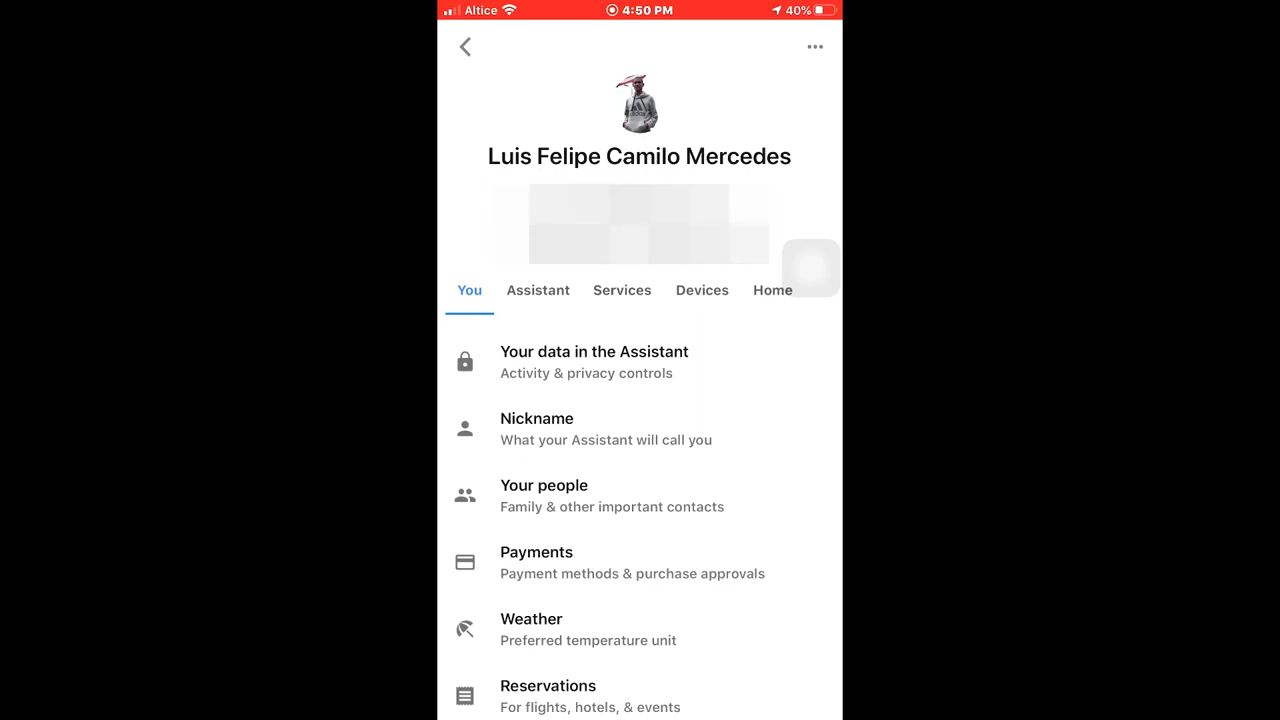 Altice 4:50 PM 40%
Luis Felipe Camilo Mercedes
You Assistant Services Devices Home
Your data in the Assistant
Activity & privacy controls
Nickname
What your Assistant will call you
Your people
Family & other important contacts
Payments
Payment methods & purchase approvals
Weather
Preferred temperature unit
Reservations
For flights, hotels, & events